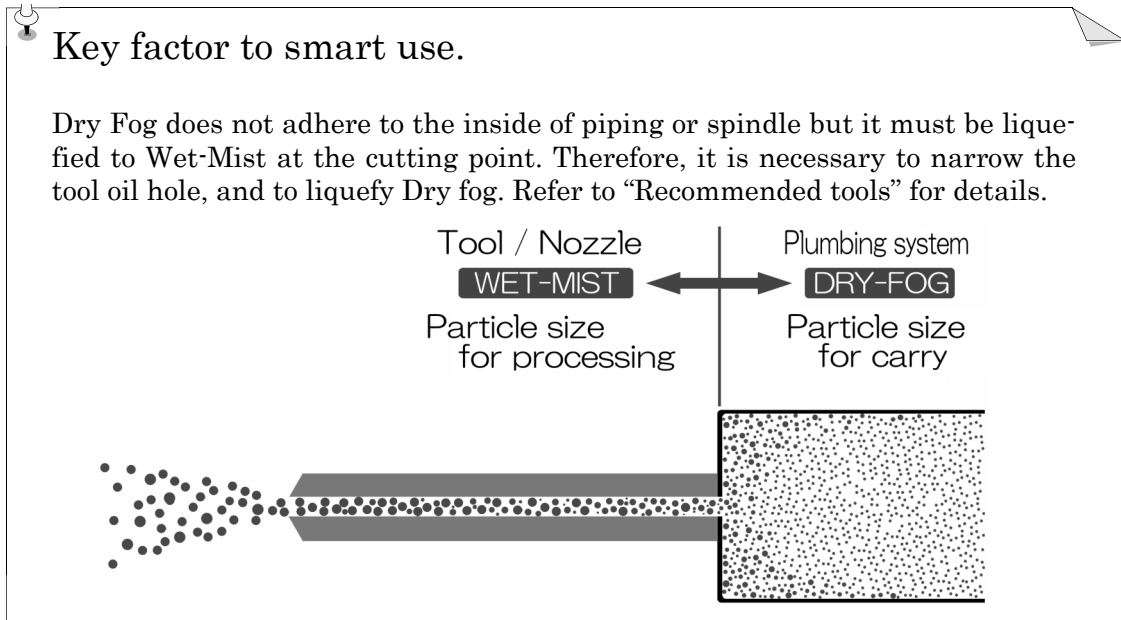 Key factor to smart use.
Dry Fog does not adhere to the inside of piping or spindle but it must be lique-
fied to Wet-Mist at the cutting point. Therefore, it is necessary to narrow the
tool oil hole, and to liquefy Dry fog. Refer to “Recommended tools” for details.
Tool / Nozzle
WET-MIST
Particle size
for processing
Plumbing system
DRY-FOG
Particle size
for carry